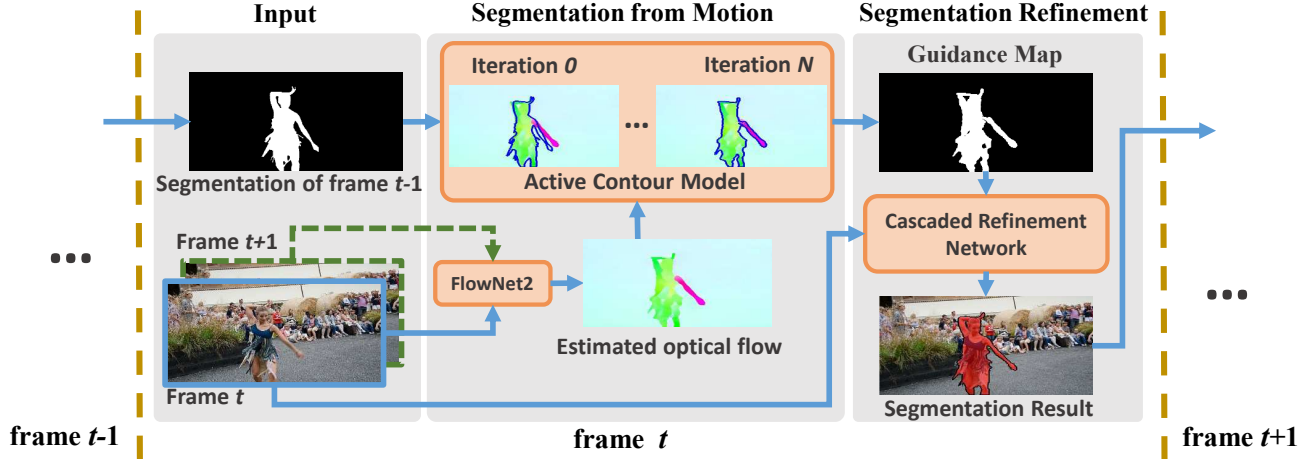 Input
Segmentation from Motion
Segmentation Refinement
Segmentation of frame t-1
Iteration 0
Iteration N
...
Active Contour Model
Guidance Map
Cascaded Refinement
Network
Frame t+1
Frame t
FlowNet2
Estimated optical flow
Segmentation Result
...
...
frame t-1
frame t
frame t+1